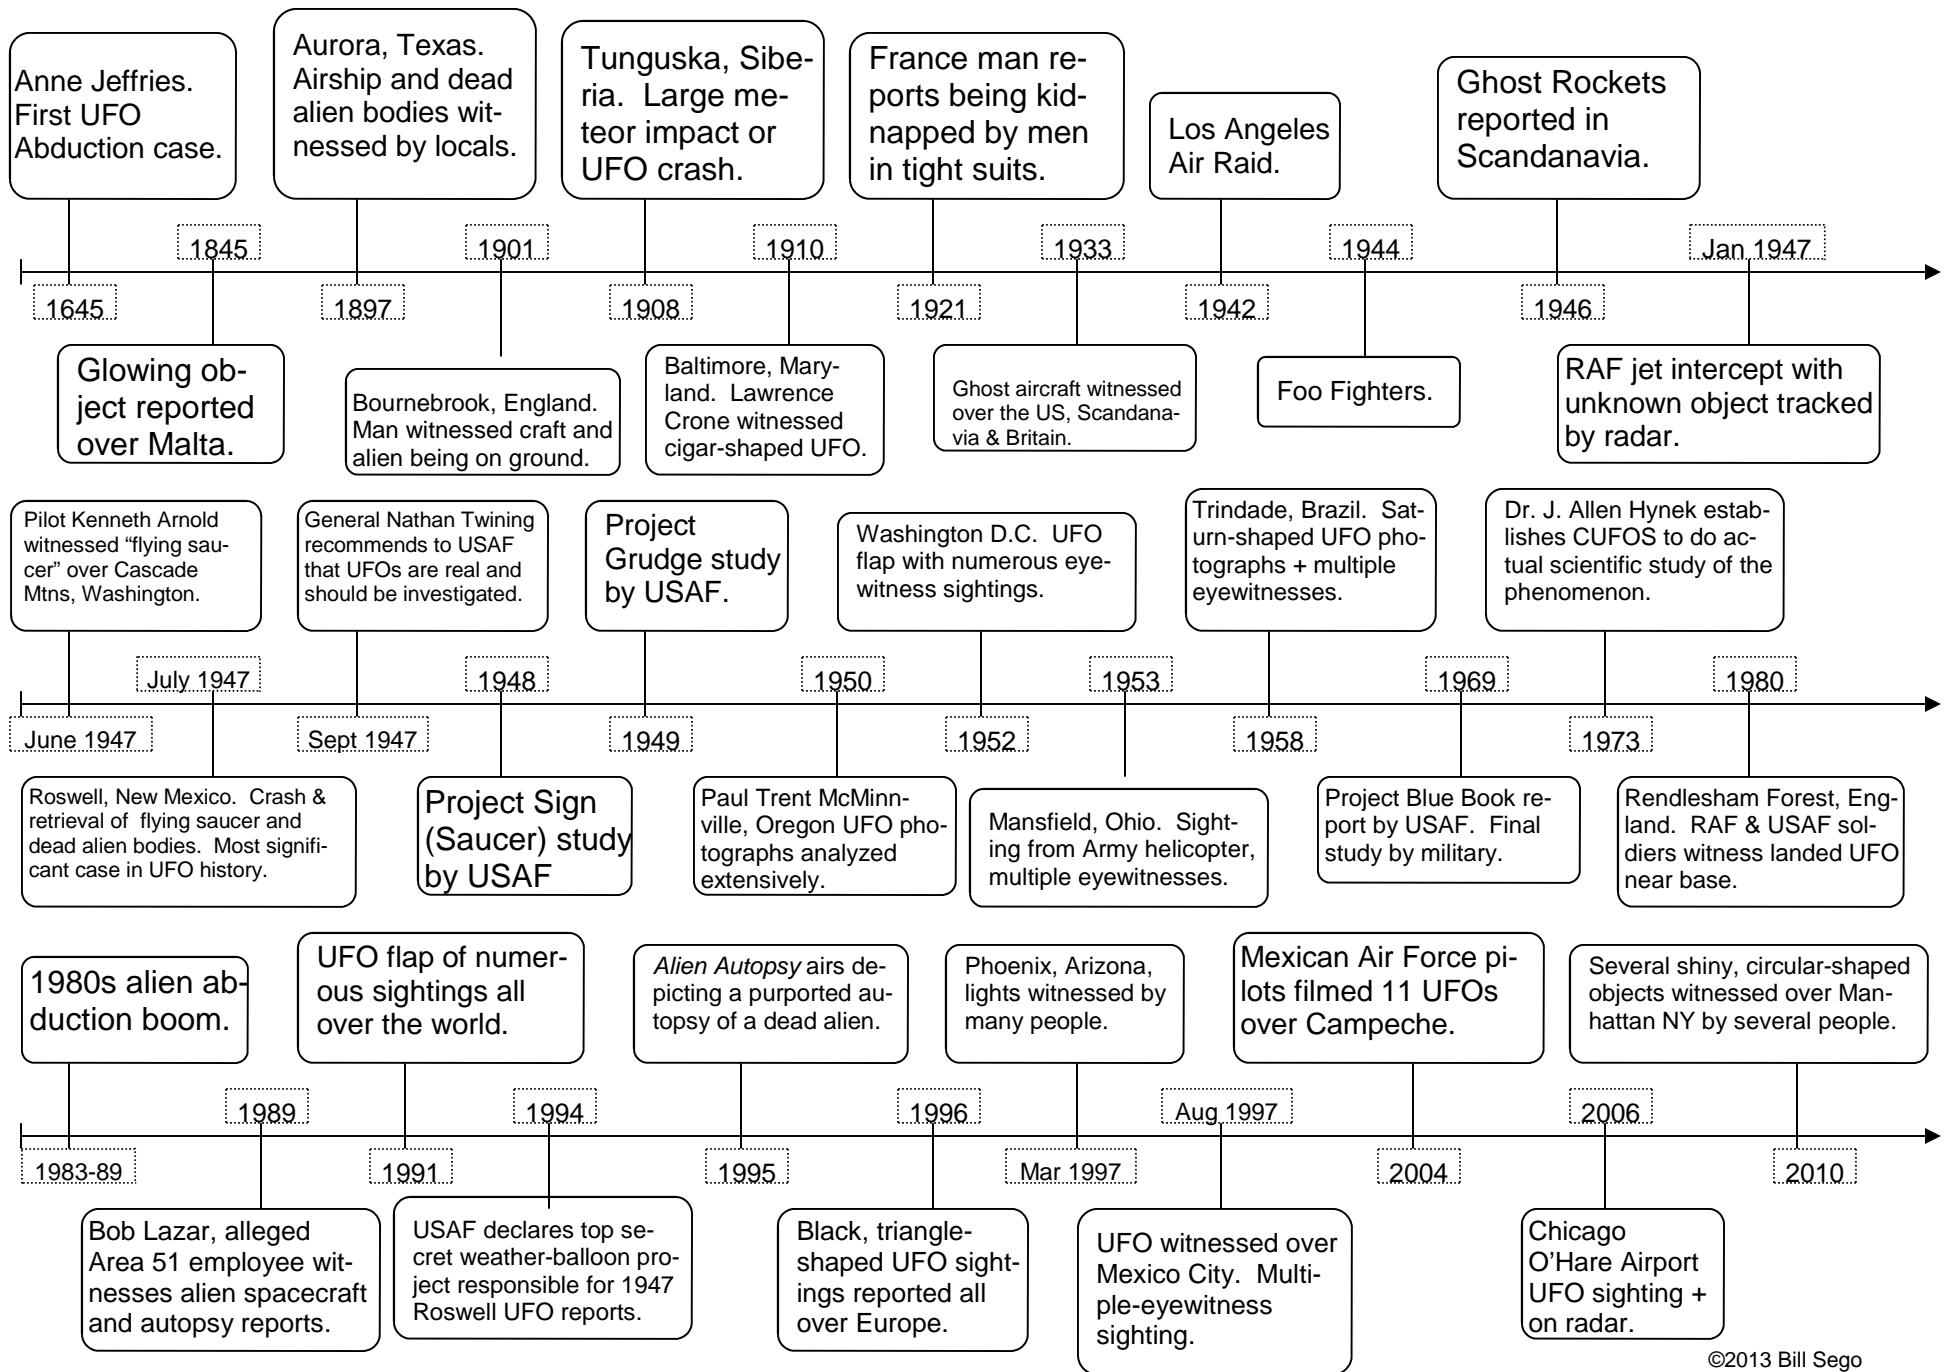 Anne Jeffries.
First UFO
Abduction case.
Aurora, Texas.
Airship and dead
alien bodies wit-
nessed by locals.
Tunguska, Sibe-
ria.  Large me-
teor impact or
UFO crash.
France man re-
ports being kid-
napped by men
in tight suits.
Los Angeles
Air Raid.
Ghost Rockets
reported in
Scandanavia.
1845
1901
1910
1933
1944
Jan 1947
1645
1897
1908
1921
1942
1946
Glowing ob-
ject reported
over Malta.
Bournebrook, England.
Man witnessed craft and
alien being on ground.
Baltimore, Mary-
land.  Lawrence
Crone witnessed
cigar-shaped UFO.
Ghost aircraft witnessed
over the US, Scandana-
via & Britain.
Foo Fighters.
RAF jet intercept with
unknown object tracked
by radar.
Pilot Kenneth Arnold
witnessed “flying sau-
cer” over Cascade
Mtns, Washington.
General Nathan Twining
recommends to USAF
that UFOs are real and
should be investigated.
Project
Grudge study
by USAF.
Washington D.C.  UFO
flap with numerous eye-
witness sightings.
Trindade, Brazil.  Sat-
urn-shaped UFO pho-
tographs + multiple
eyewitnesses.
Dr. J. Allen Hynek estab-
lishes CUFOS to do ac-
tual scientific study of the
phenomenon.
July 1947
1948
1950
1953
1969
1980
June 1947
Sept 1947
1949
1952
1958
1973
Roswell, New Mexico.  Crash &
retrieval of  flying saucer and
dead alien bodies.  Most signifi-
cant case in UFO history.
Project Sign
(Saucer) study
by USAF
Paul Trent McMinn-
ville, Oregon UFO pho-
tographs analyzed
extensively.
Mansfield, Ohio.  Sight-
ing from Army helicopter,
multiple eyewitnesses.
Project Blue Book re-
port by USAF.  Final
study by military.
Rendlesham Forest, Eng-
land.  RAF & USAF sol-
diers witness landed UFO
near base.
1980s alien ab-
duction boom.
UFO flap of numer-
ous sightings all
over the world.
Alien Autopsy airs de-
picting a purported au-
topsy of a dead alien.
Phoenix, Arizona,
lights witnessed by
many people.
Mexican Air Force pi-
lots filmed 11 UFOs
over Campeche.
Several shiny, circular-shaped
objects witnessed over Man-
hattan NY by several people.
1989
1994
1996
Aug 1997
2006
1983-89
1991
1995
Mar 1997
2004
2010
Bob Lazar, alleged
Area 51 employee wit-
nesses alien spacecraft
and autopsy reports.
USAF declares top se-
cret weather-balloon pro-
ject responsible for 1947
Roswell UFO reports.
Black, triangle-
shaped UFO sight-
ings reported all
over Europe.
UFO witnessed over
Mexico City.  Multi-
ple-eyewitness
sighting.
Chicago
O’Hare Airport
UFO sighting +
on radar.
©2013 Bill Sego